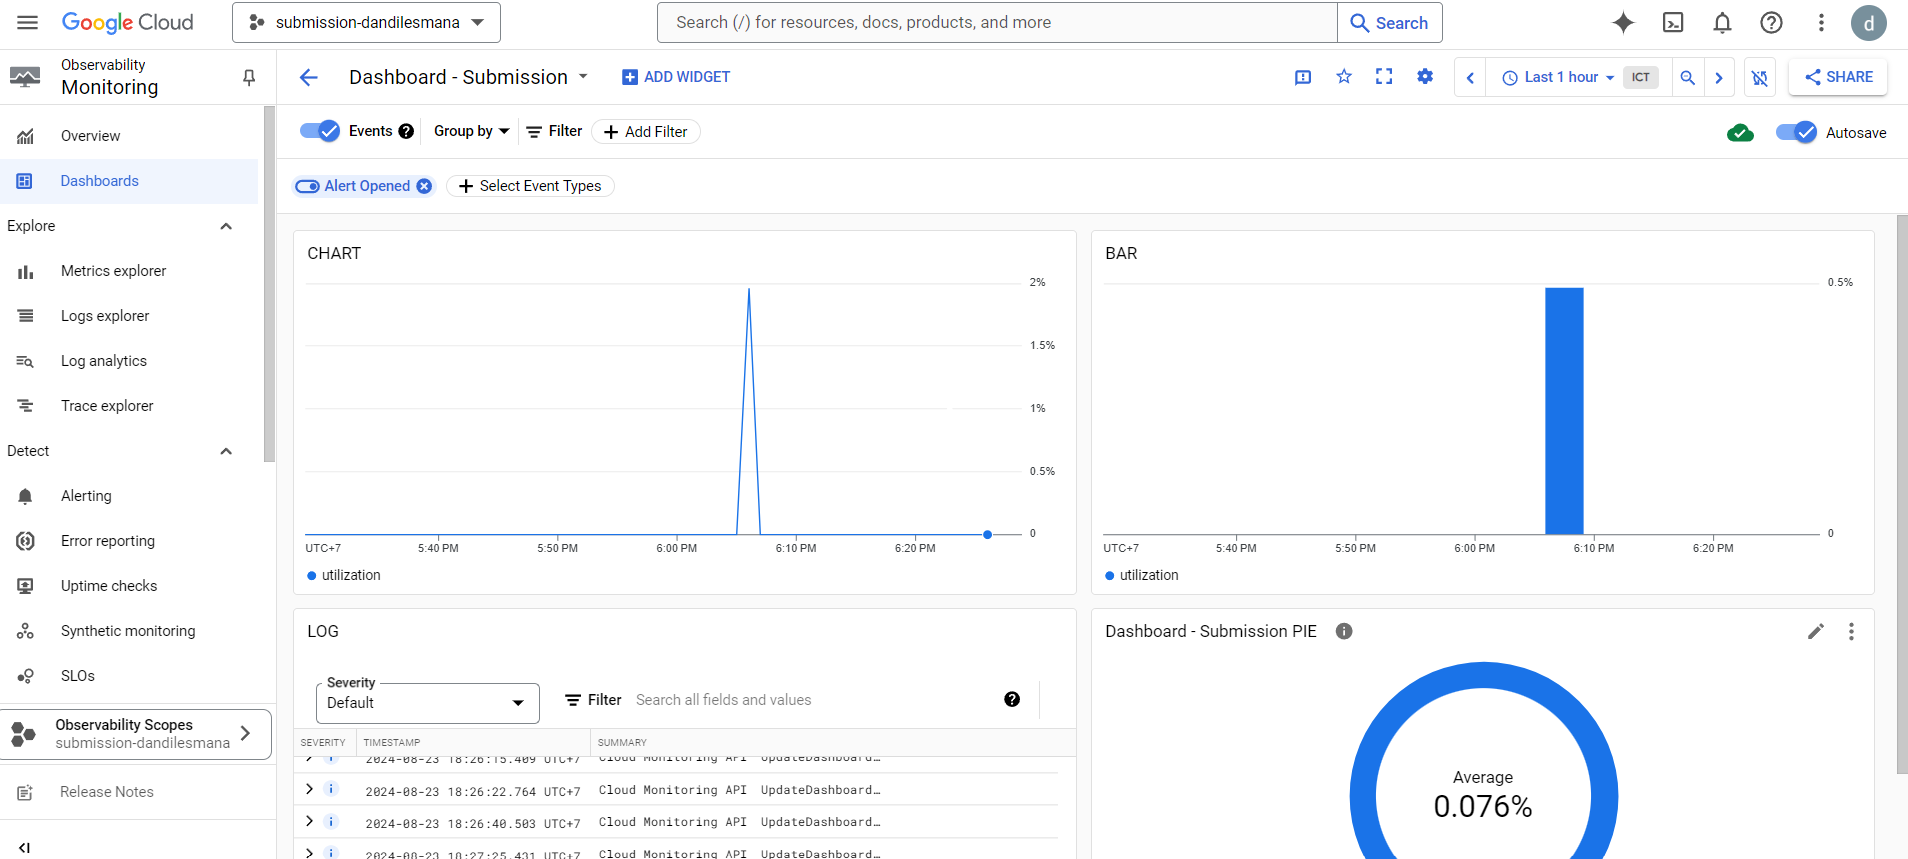 Google Cloud
submission-dandilesmana
Search (/) for resources, docs, products, and more
Search
d
Observability
Monitoring
Dashboard - Submission
ADD WIDGET
Last 1 hour
ICT
SHARE
Overview
Dashboards
Explore
Metrics explorer
Logs explorer
Log analytics
Trace explorer
Detect
Alerting
Error reporting
Uptime checks
Synthetic monitoring
SLOs
Observability Scopes
submission-dandilesmana
Release Notes
Events
Group by
Filter
Add Filter
Autosave
Alert Opened
Select Event Types
CHART
2%
1.5%
1%
0.5%
0
UTC+7 5:40 PM 5:50 PM 6:00 PM 6:10 PM 6:20 PM
utilization
BAR
0.5%
0
UTC+7 5:40 PM 5:50 PM 6:00 PM 6:10 PM 6:20 PM
utilization
LOG
Severity
Default
Filter
Search all fields and values
SEVERITY TIMESTAMP SUMMARY
2024-08-23 18:26:15.409 UTC+7 Cloud Monitoring API UpdateDashboard…
2024-08-23 18:26:22.764 UTC+7 Cloud Monitoring API UpdateDashboard…
2024-08-23 18:26:40.503 UTC+7 Cloud Monitoring API UpdateDashboard…
2024-08-23 18:27:25.431 UTC+7 Cloud Monitoring API UpdateDashboard…
Dashboard - Submission PIE
Average
0.076%